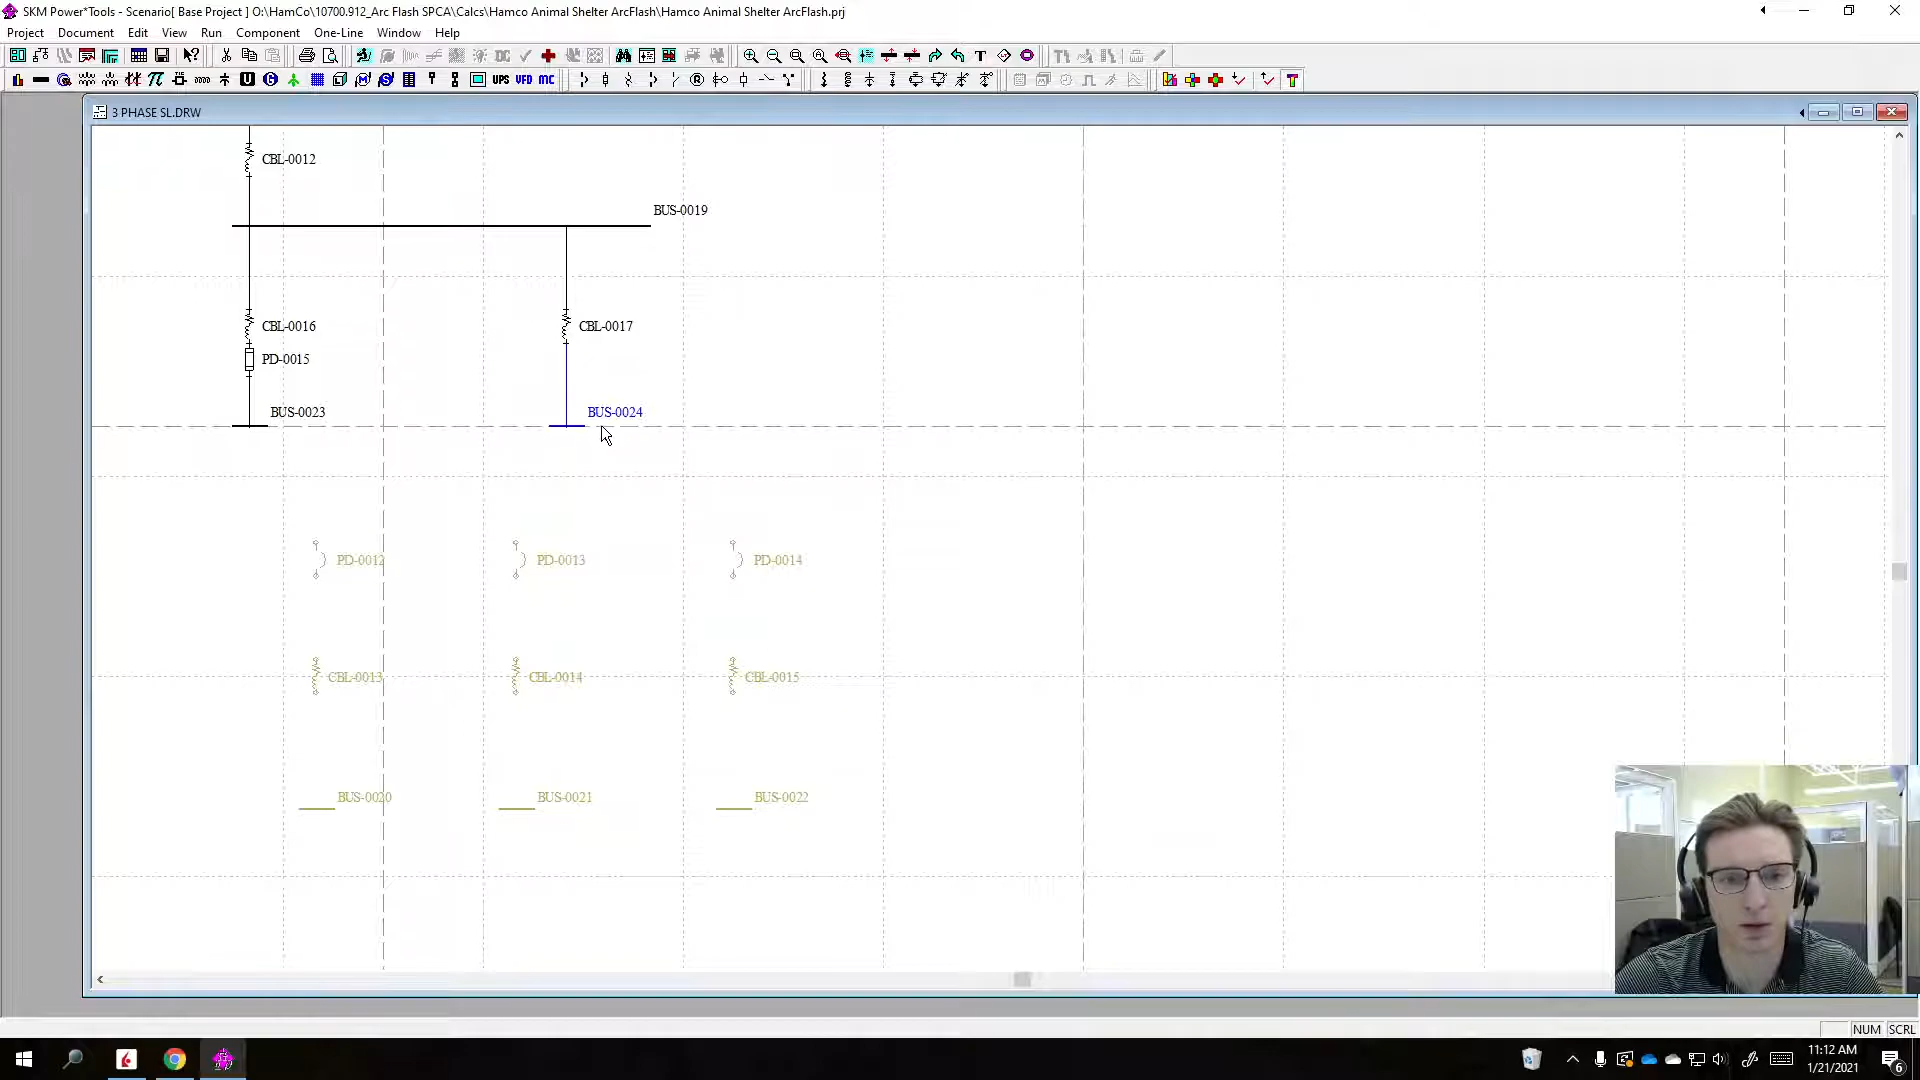 SKM Power*Tools - Scenario[ Base Project ] O:\HamCo\10700.912_Arc Flash SPCA\Calcs\Hamco Animal Shelter ArcFlash\Hamco Animal Shelter ArcFlash.prj
Project Document Edit View Run Component One-Line Window Help
DC T
U UPS VFD MC R T
3 PHASE SL.DRW
CBL-0012
BUS-0019
CBL-0016 CBL-0017
PD-0015
BUS-0023 BUS-0024
PD-0012 PD-0013 PD-0014
CBL-0013 CBL-0014 CBL-0015
BUS-0020 BUS-0021 BUS-0022
NUM SCRL
11:12 AM
1/21/2021
6